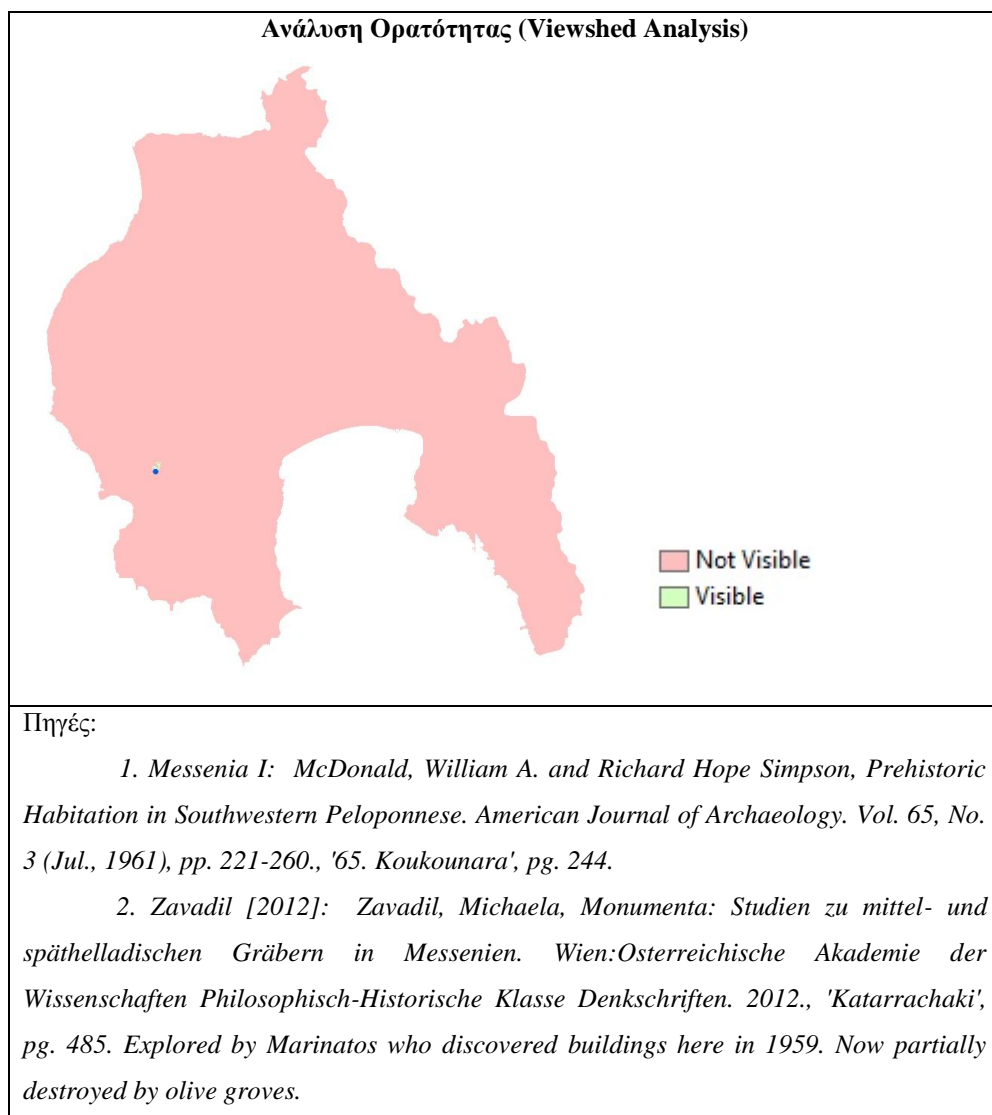 Ανάλυση Ορατότητας (Viewshed Analysis)
Not Visible
Visible
Πηγές:
1. Messenia I: McDonald, William A. and Richard Hope Simpson, Prehistoric
Habitation in Southwestern Peloponnese. American Journal of Archaeology. Vol. 65, No.
3 (Jul., 1961), pp. 221-260., '65. Koukounara', pg. 244.
2. Zavadil [2012]: Zavadil, Michaela, Monumenta: Studien zu mittel- und
späthelladischen Gräbern in Messenien. Wien:Osterreichische Akademie der
Wissenschaften Philosophisch-Historische Klasse Denkschriften. 2012., 'Katarrachaki',
pg. 485. Explored by Marinatos who discovered buildings here in 1959. Now partially
destroyed by olive groves.